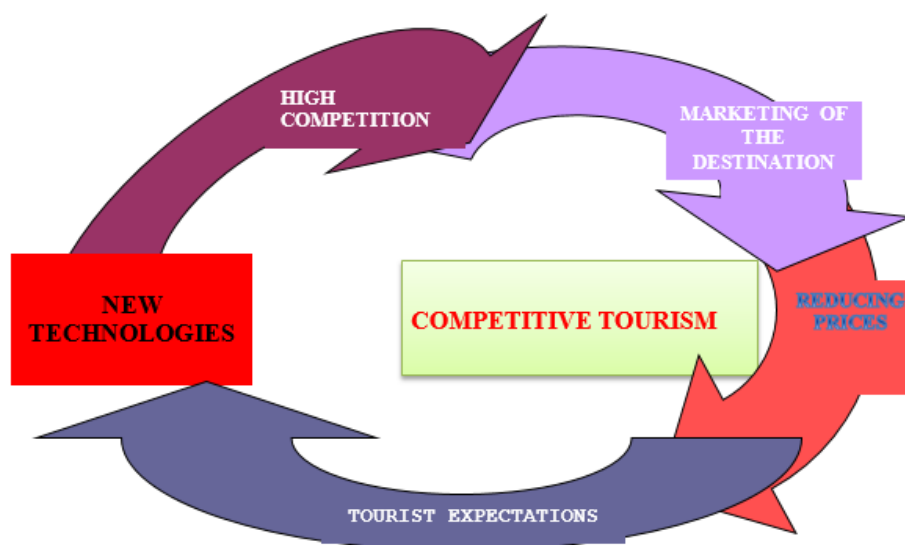 HIGH
COMPETITION
MARKETING OF
THE
DESTINATION
NEW
TECHNOLOGIES
COMPETITIVE TOURISM
REDUCING
PRICES
TOURIST EXPECTATIONS